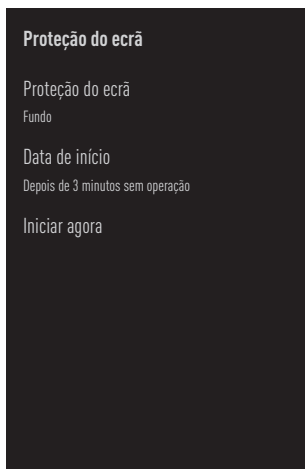 Proteção do ecrã
Proteção do ecrã
Fundo
Data de início
Depois de 3 minutos sem operação
Iniciar agora